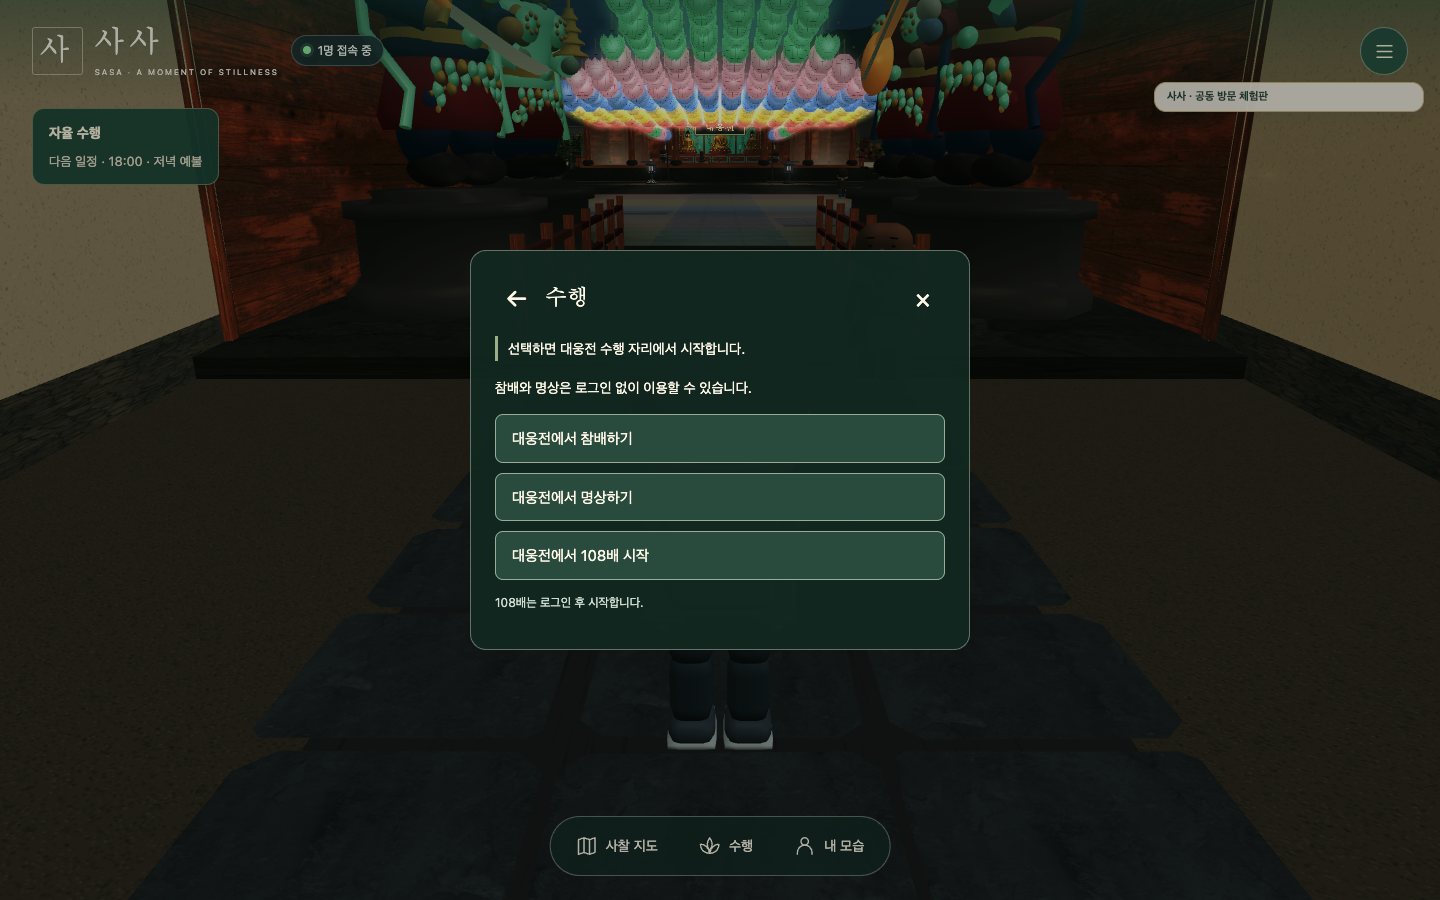 사
사사
SASA · A MOMENT OF STILLNESS
1명 접속 중
사사 · 공동 방문 체험판
자율 수행
다음 일정 · 18:00 · 저녁 예불
대웅전
수행
선택하면 대웅전 수행 자리에서 시작합니다.
참배와 명상은 로그인 없이 이용할 수 있습니다.
대웅전에서 참배하기
대웅전에서 명상하기
대웅전에서 108배 시작
108배는 로그인 후 시작합니다.
사찰 지도
수행
내 모습